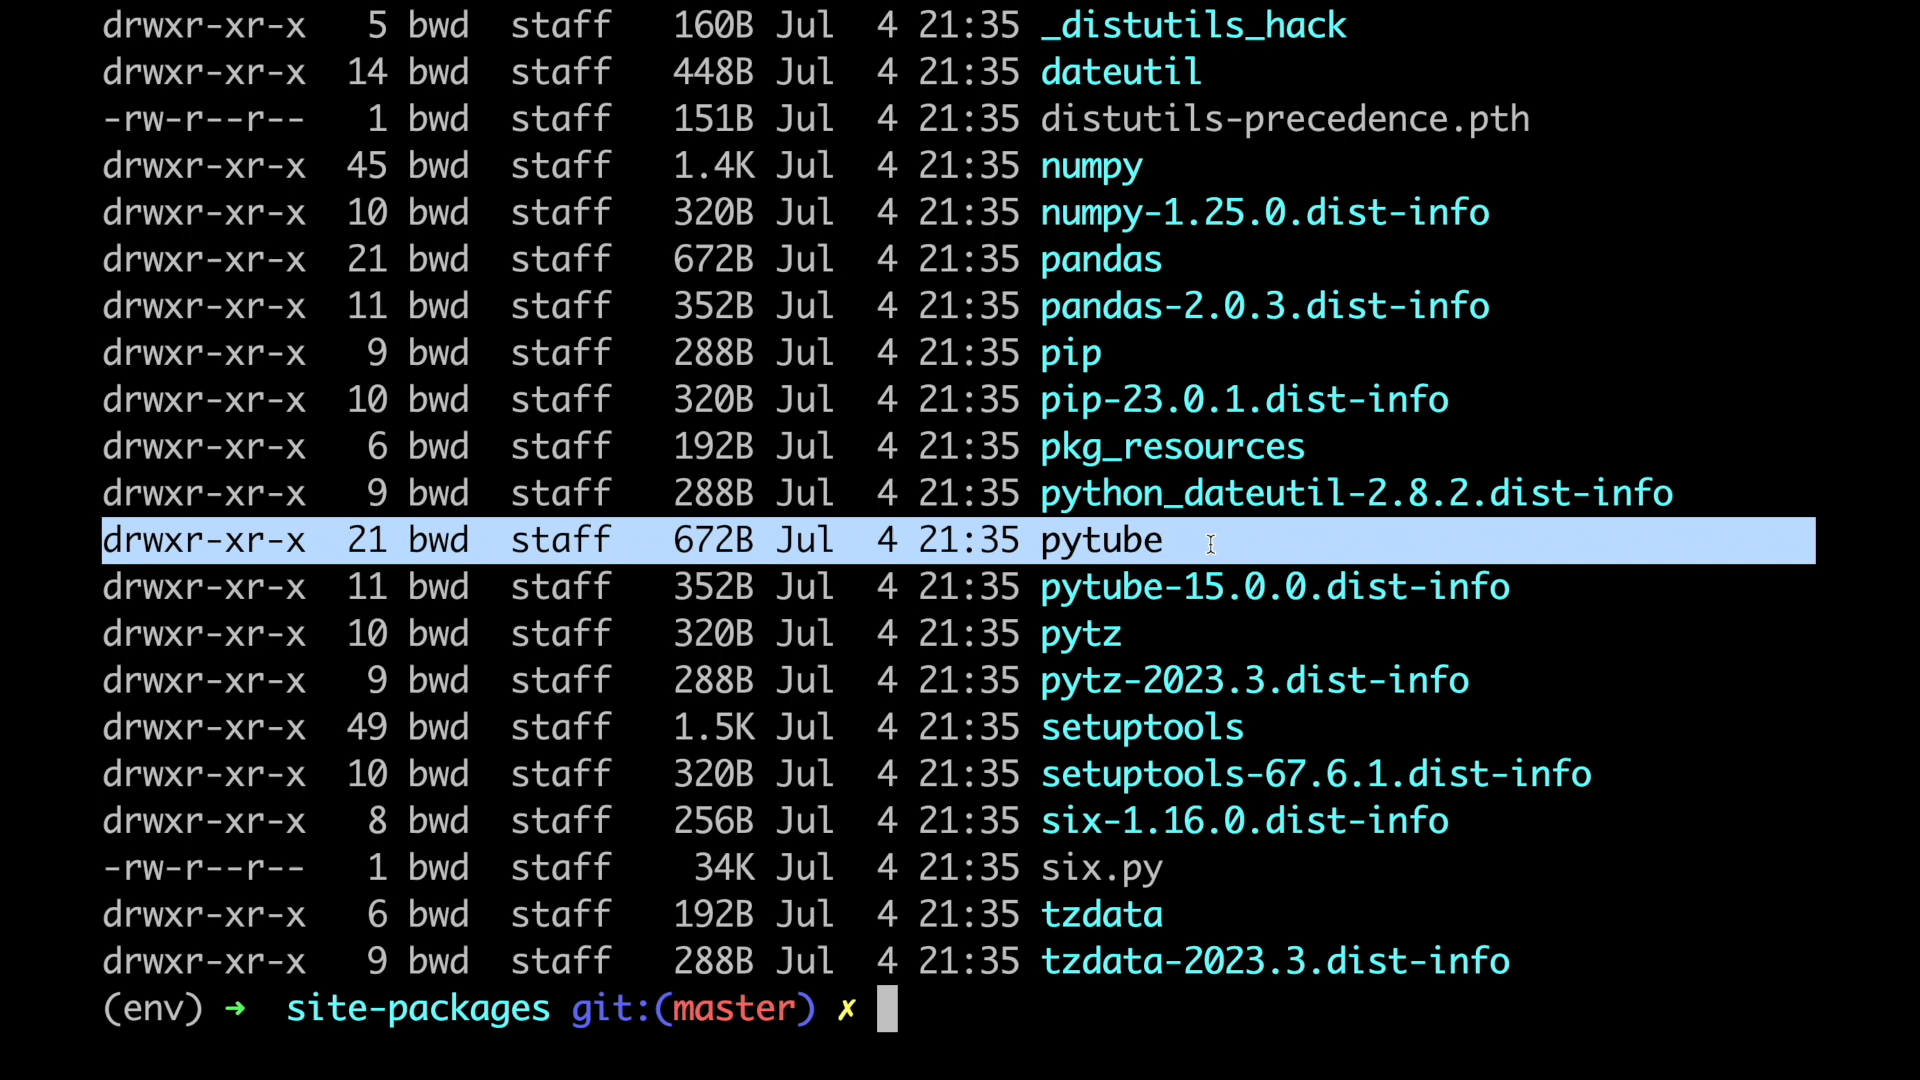 drwxr-xr-x   5 bwd  staff   160B Jul  4 21:35 _distutils_hack
drwxr-xr-x  14 bwd  staff   448B Jul  4 21:35 dateutil
-rw-r--r--   1 bwd  staff   151B Jul  4 21:35 distutils-precedence.pth
drwxr-xr-x  45 bwd  staff   1.4K Jul  4 21:35 numpy
drwxr-xr-x  10 bwd  staff   320B Jul  4 21:35 numpy-1.25.0.dist-info
drwxr-xr-x  21 bwd  staff   672B Jul  4 21:35 pandas
drwxr-xr-x  11 bwd  staff   352B Jul  4 21:35 pandas-2.0.3.dist-info
drwxr-xr-x   9 bwd  staff   288B Jul  4 21:35 pip
drwxr-xr-x  10 bwd  staff   320B Jul  4 21:35 pip-23.0.1.dist-info
drwxr-xr-x   6 bwd  staff   192B Jul  4 21:35 pkg_resources
drwxr-xr-x   9 bwd  staff   288B Jul  4 21:35 python_dateutil-2.8.2.dist-info
drwxr-xr-x  21 bwd  staff   672B Jul  4 21:35 pytube
drwxr-xr-x  11 bwd  staff   352B Jul  4 21:35 pytube-15.0.0.dist-info
drwxr-xr-x  10 bwd  staff   320B Jul  4 21:35 pytz
drwxr-xr-x   9 bwd  staff   288B Jul  4 21:35 pytz-2023.3.dist-info
drwxr-xr-x  49 bwd  staff   1.5K Jul  4 21:35 setuptools
drwxr-xr-x  10 bwd  staff   320B Jul  4 21:35 setuptools-67.6.1.dist-info
drwxr-xr-x   8 bwd  staff   256B Jul  4 21:35 six-1.16.0.dist-info
-rw-r--r--   1 bwd  staff    34K Jul  4 21:35 six.py
drwxr-xr-x   6 bwd  staff   192B Jul  4 21:35 tzdata
drwxr-xr-x   9 bwd  staff   288B Jul  4 21:35 tzdata-2023.3.dist-info
(env) ➜  site-packages git:(master) ✗